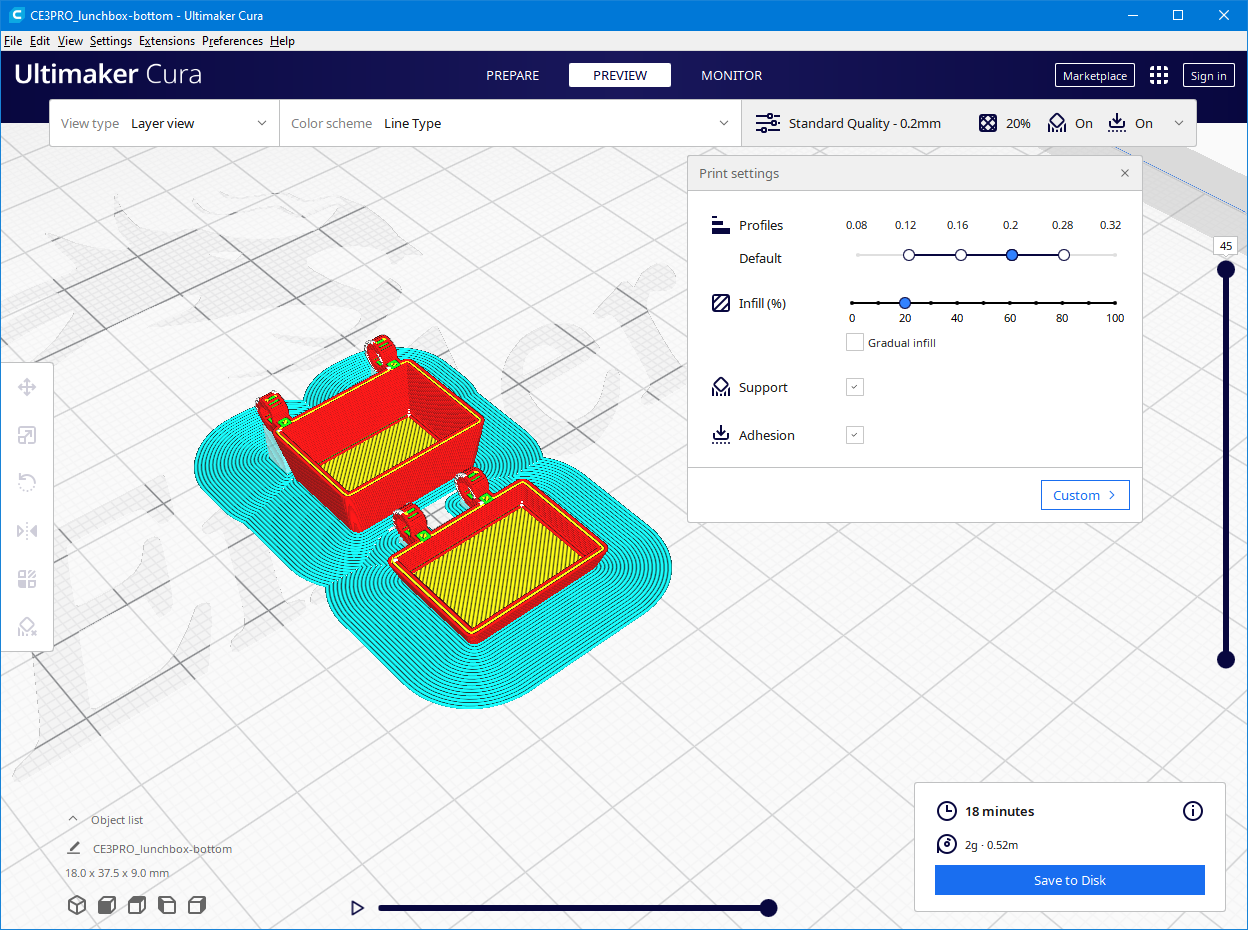 CE3PRO_lunchbox-bottom - Ultimaker Cura
File Edit View Settings Extensions Preferences Help
Ultimaker Cura
PREPARE PREVIEW MONITOR
Marketplace
Sign in
View type Layer view
Color scheme Line Type
Standard Quality - 0.2mm 20% On On
Print settings
Profiles 0.08 0.12 0.16 0.2 0.28 0.32
Default
Infill (%)
0 20 40 60 80 100
Gradual infill
Support
Adhesion
Custom
45
Object list
CE3PRO_lunchbox-bottom
18.0 x 37.5 x 9.0 mm
18 minutes
2g · 0.52m
Save to Disk